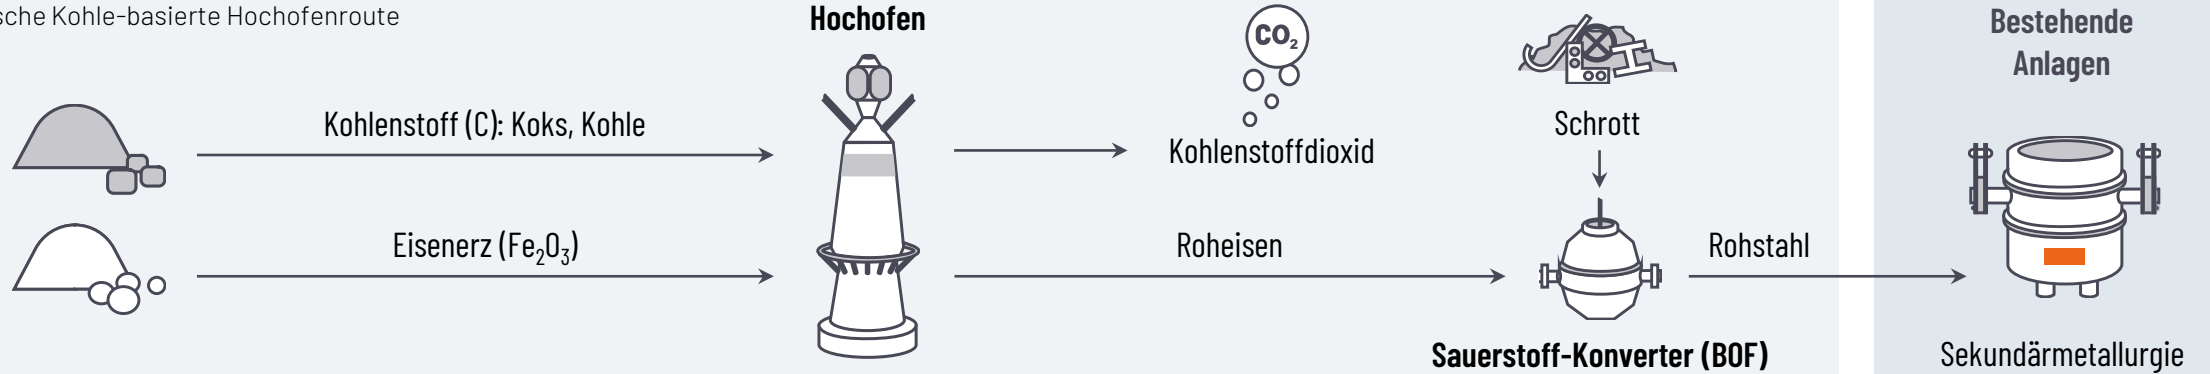 Kohle-basierte Hochofenroute
Hochofen
CO₂
Bestehende
Anlagen
Kohlenstoff (C): Koks, Kohle
Schrott
Kohlenstoffdioxid
Eisenerz (Fe₂O₃)
Roheisen
Rohstahl
Sauerstoff-Konverter (BOF)
Sekundärmetallurgie